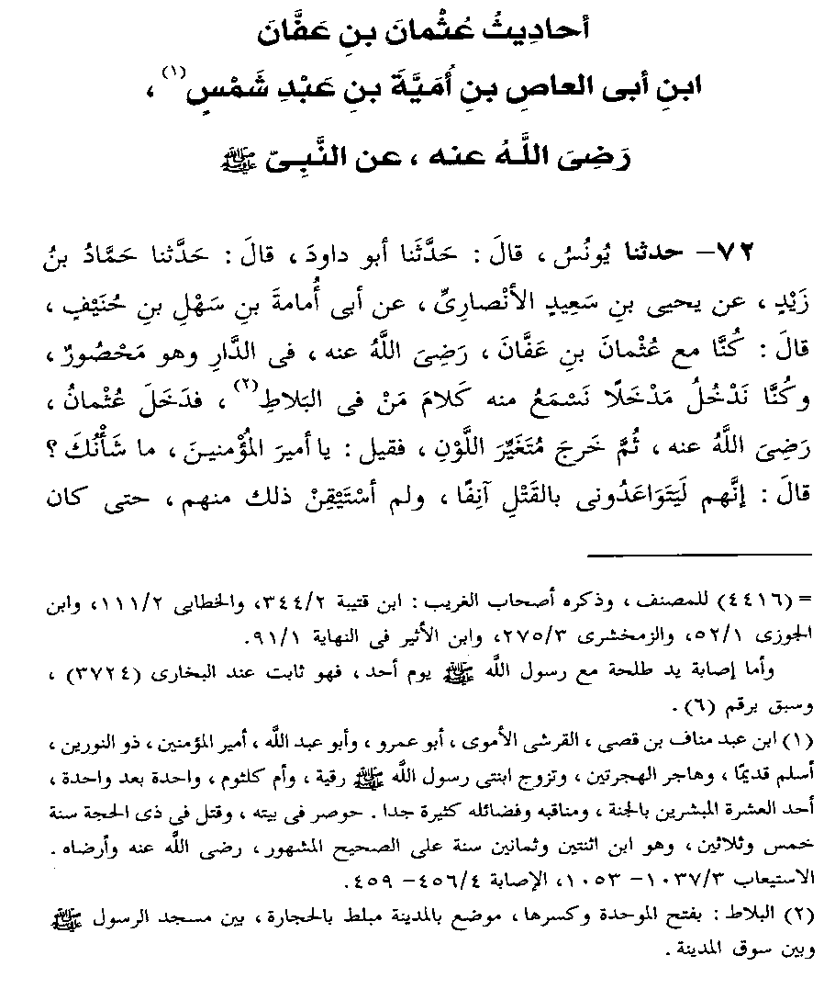 أحادِيثُ عُثْمانَ بنِ عَفَّانَ
ابنِ أبى العاصِ بنِ أُمَيَّةَ بنِ عَبْدِ شَمْسٍ(١) ،
رَضِىَ اللَّهُ عنه ، عن النَّبِىّ ﷺ
٧٢- حدثنا يُونُسُ ، قالَ : حَدَّثَنا أبو داودَ ، قالَ : حَدَّثنا حَمَّادُ بنُ
زَيْدٍ ، عن يحيى بنِ سَعِيدٍ الأنْصارِىِّ ، عن أبى أُمامةَ بنِ سَهْلِ بنِ حُنَيْفٍ ،
قالَ : كُنَّا مع عُثْمانَ بنِ عَفَّانَ ، رَضِىَ اللَّهُ عنه ، فى الدَّارِ وهو مَحْصُورٌ ،
وكُنَّا نَدْخُلُ مَدْخَلًا نَسْمَعُ منه كَلامَ مَنْ فى البَلاطِ(٢) ، فدَخَلَ عُثْمانُ ،
رَضِىَ اللَّهُ عنه ، ثُمَّ خَرجَ مُتَغَيِّرَ اللَّوْنِ ، فقيل : يا أميرَ المُؤْمنينَ ، ما شَأْنُكَ ؟
قالَ : إنَّهم لَيَتَوَاعَدُونى بالقَتْلِ آنِفًا ، ولم أسْتَيْقِنْ ذلك منهم ، حتى كان
= (٤٤١٦) للمصنف ، وذكره أصحاب الغريب : ابن قتيبة ٣٤٤/٢، والخطابى ١١١/٢، وابن
الجوزى ٥٢/١، والزمخشرى ٢٧٥/٣، وابن الأثير فى النهاية ٩١/١.
وأما إصابة يد طلحة مع رسول اللَّه ﷺ يوم أحد ، فهو ثابت عند البخارى (٣٧٢٤) ،
وسبق برقم (٦) .
(١) ابن عبد مناف بن قصى ، القرشى الأموى ، أبو عمرو ، وأبو عبد اللَّه ، أمير المؤمنين ، ذو النورين ،
أسلم قديمًا ، وهاجر الهجرتين ، وتزوج ابنتى رسول اللَّه ﷺ رقية ، وأم كلثوم ، واحدة بعد واحدة ،
أحد العشرة المبشرين بالجنة ، ومناقبه وفضائله كثيرة جدا . حوصر فى بيته ، وقتل فى ذى الحجة سنة
خمس وثلاثين ، وهو ابن اثنتين وثمانين سنة على الصحيح المشهور ، رضى اللَّه عنه وأرضاه .
الاستيعاب ١٠٣٧/٣- ١٠٥٣، الإصابة ٤٥٦/٤- ٤٥٩.
(٢) البلاط : بفتح الموحدة وكسرها ، موضع بالمدينة مبلط بالحجارة ، بين مسجد الرسول ﷺ
وبين سوق المدينة .